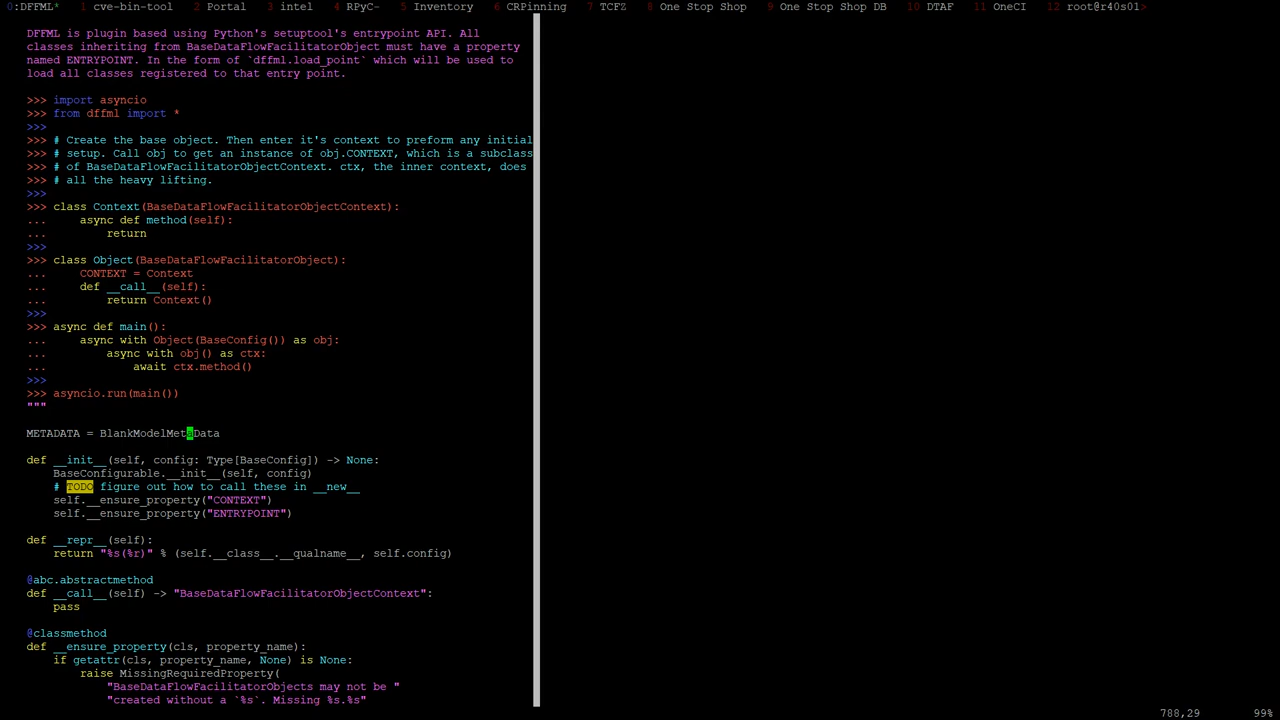 0:DFFML* 1 cve-bin-tool 2 Portal 3 intel 4 RPyC- 5 Inventory 6 CRPinning 7 TCFZ 8 One Stop Shop 9 One Stop Shop DB 10 DTAF 11 OneCI 12 root@r40s01>
DFFML is plugin based using Python's setuptool's entrypoint API. All
classes inheriting from BaseDataFlowFacilitatorObject must have a property
named ENTRYPOINT. In the form of `dffml.load_point` which will be used to
load all classes registered to that entry point.
>>> import asyncio
>>> from dffml import *
>>>
>>> # Create the base object. Then enter it's context to preform any initial
>>> # setup. Call obj to get an instance of obj.CONTEXT, which is a subclass
>>> # of BaseDataFlowFacilitatorObjectContext. ctx, the inner context, does
>>> # all the heavy lifting.
>>>
>>> class Context(BaseDataFlowFacilitatorObjectContext):
...     async def method(self):
...         return
>>>
>>> class Object(BaseDataFlowFacilitatorObject):
...     CONTEXT = Context
...     def __call__(self):
...         return Context()
>>>
>>> async def main():
...     async with Object(BaseConfig()) as obj:
...         async with obj() as ctx:
...             await ctx.method()
>>>
>>> asyncio.run(main())
"""
METADATA = BlankModelMetaData
def __init__(self, config: Type[BaseConfig]) -> None:
    BaseConfigurable.__init__(self, config)
    # TODO figure out how to call these in __new__
    self.__ensure_property("CONTEXT")
    self.__ensure_property("ENTRYPOINT")
def __repr__(self):
    return "%s(%r)" % (self.__class__.__qualname__, self.config)
@abc.abstractmethod
def __call__(self) -> "BaseDataFlowFacilitatorObjectContext":
    pass
@classmethod
def __ensure_property(cls, property_name):
    if getattr(cls, property_name, None) is None:
        raise MissingRequiredProperty(
            "BaseDataFlowFacilitatorObjects may not be "
            "created without a `%s`. Missing %s.%s"
788,29 99%